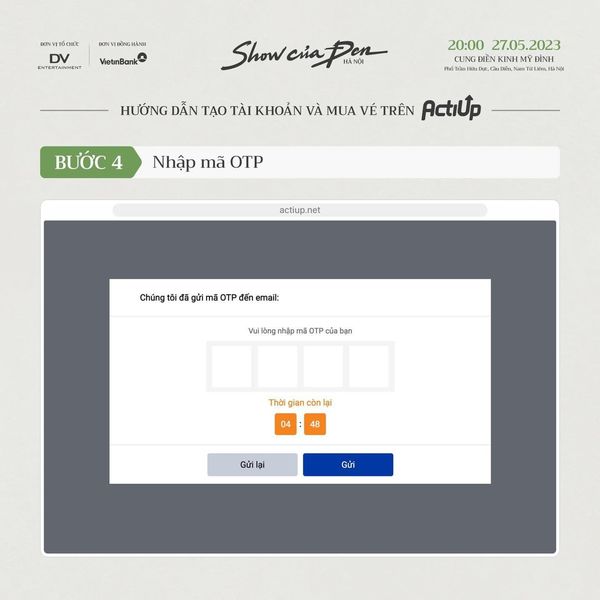 ĐƠN VỊ TỔ CHỨC
DV
ENTERTAINMENT
ĐƠN VỊ ĐỒNG HÀNH
VietinBank
Show của Đen
HÀ NỘI
20:00 27.05.2023
CUNG ĐIỀN KINH MỸ ĐÌNH
Phố Trần Hữu Dực, Cầu Diễn, Nam Từ Liêm, Hà Nội
HƯỚNG DẪN TẠO TÀI KHOẢN VÀ MUA VÉ TRÊN ActiUp
BƯỚC 4 Nhập mã OTP
actiup.net
Chúng tôi đã gửi mã OTP đến email:
Vui lòng nhập mã OTP của bạn
Thời gian còn lại
04 : 48
Gửi lại Gửi